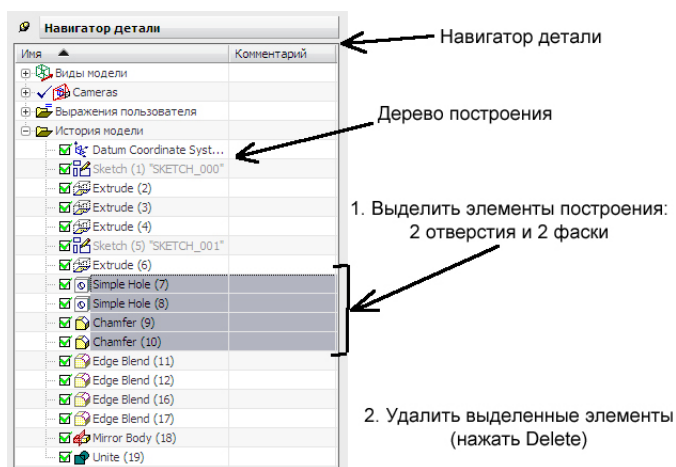 Навигатор детали
Имя
Комментарий
Виды модели
Cameras
Выражения пользователя
История модели
Datum Coordinate Syst...
Sketch (1) "SKETCH_000"
Extrude (2)
Extrude (3)
Extrude (4)
Sketch (5) "SKETCH_001"
Extrude (6)
Simple Hole (7)
Simple Hole (8)
Chamfer (9)
Chamfer (10)
Edge Blend (11)
Edge Blend (12)
Edge Blend (16)
Edge Blend (17)
Mirror Body (18)
Unite (19)
Навигатор детали
Дерево построения
1. Выделить элементы построения:
2 отверстия и 2 фаски
2. Удалить выделенные элементы
(нажать Delete)